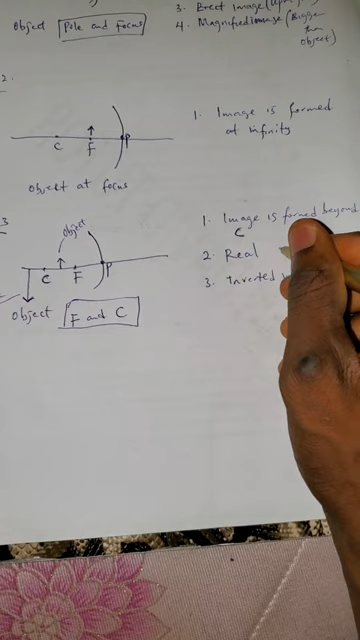 3. Erect Image
Object Pole and Focus
4. Magnified image (Bigger
than
object)
2.
1. Image is formed
at infinity
C F P
Object at focus
3
Object
1. Image is formed beyond
C
2. Real
3. Inverted
C F P
Object F and C